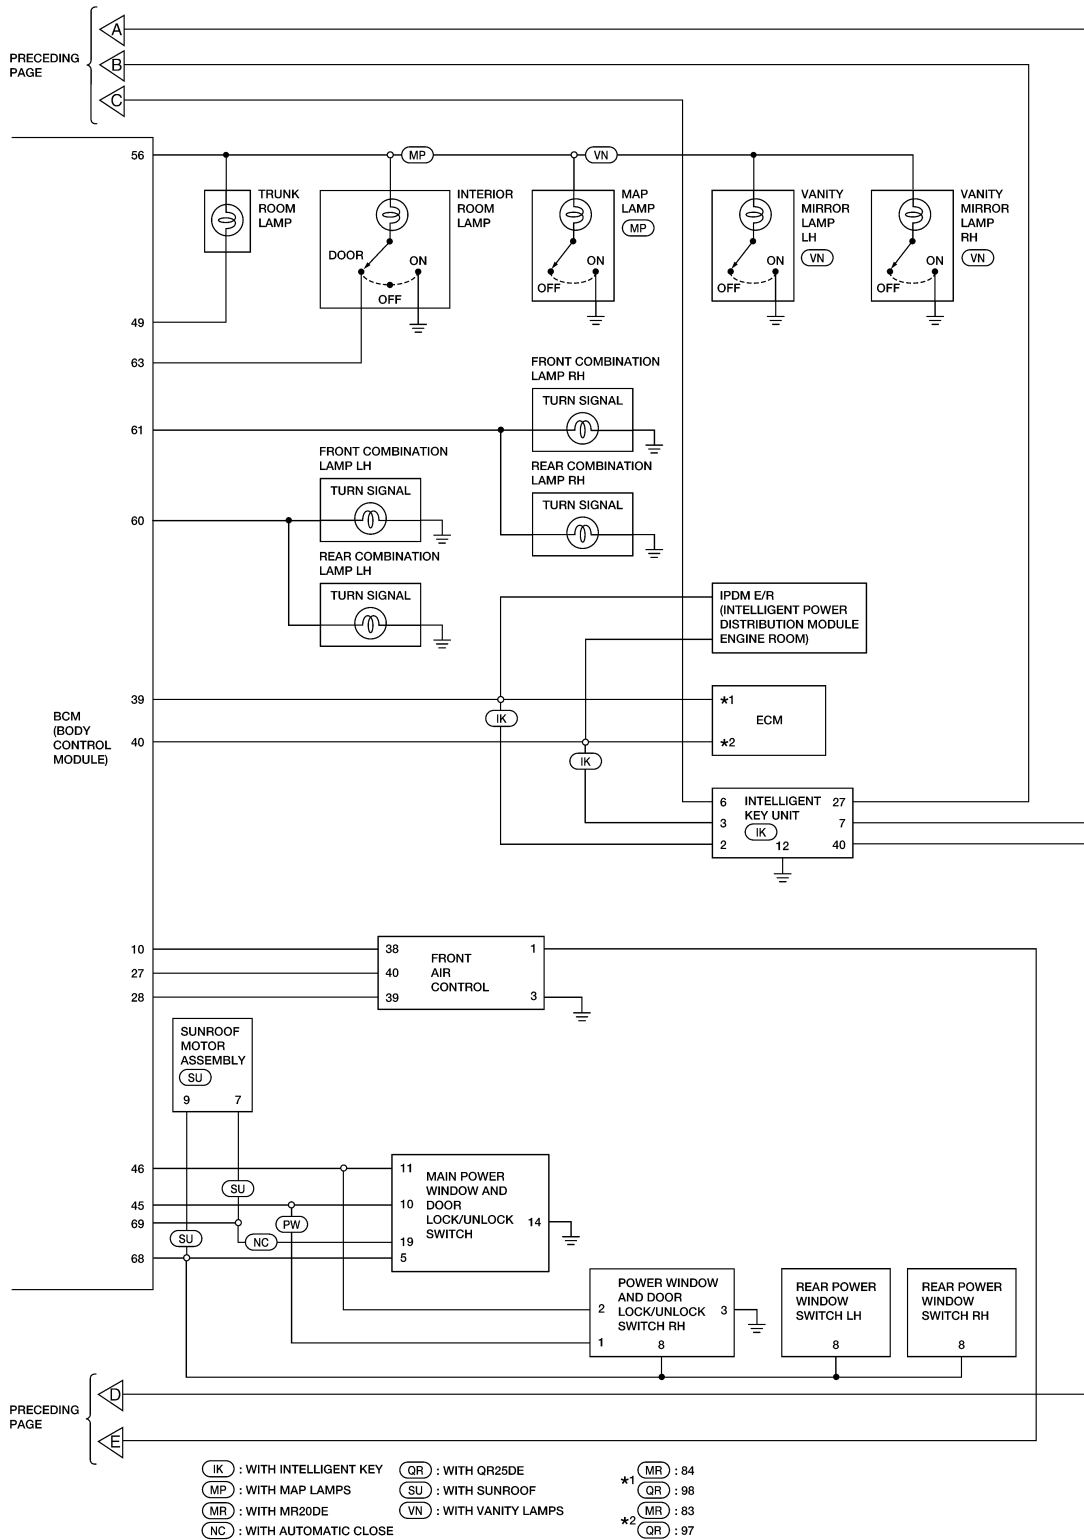 PRECEDING
PAGE
A
B
C
56
MP
VN
TRUNK
ROOM
LAMP
INTERIOR
ROOM
LAMP
DOOR
ON
OFF
MAP
LAMP
MP
ON
OFF
VANITY
MIRROR
LAMP
LH
VN
ON
OFF
VANITY
MIRROR
LAMP
RH
VN
ON
OFF
49
63
FRONT COMBINATION
LAMP RH
TURN SIGNAL
61
FRONT COMBINATION
LAMP LH
TURN SIGNAL
REAR COMBINATION
LAMP RH
TURN SIGNAL
60
REAR COMBINATION
LAMP LH
TURN SIGNAL
IPDM E/R
(INTELLIGENT POWER
DISTRIBUTION MODULE
ENGINE ROOM)
BCM
(BODY
CONTROL
MODULE)
39
IK
*1
ECM
40
*2
IK
6 INTELLIGENT 27
3 KEY UNIT 7
IK
2 12 40
10 38 1
27 40
28 39 3
FRONT
AIR
CONTROL
SUNROOF
MOTOR
ASSEMBLY
SU
9 7
46 11
SU
45 10
PW
69
SU
NC
19
68 5
MAIN POWER
WINDOW AND
DOOR
LOCK/UNLOCK
SWITCH
14
POWER WINDOW
AND DOOR
LOCK/UNLOCK
SWITCH RH
2
3
1
8
REAR POWER
WINDOW
SWITCH LH
8
REAR POWER
WINDOW
SWITCH RH
8
PRECEDING
PAGE
D
E
IK : WITH INTELLIGENT KEY
MP : WITH MAP LAMPS
MR : WITH MR20DE
NC : WITH AUTOMATIC CLOSE
QR : WITH QR25DE
SU : WITH SUNROOF
VN : WITH VANITY LAMPS
*1
MR : 84
QR : 98
*2
MR : 83
QR : 97